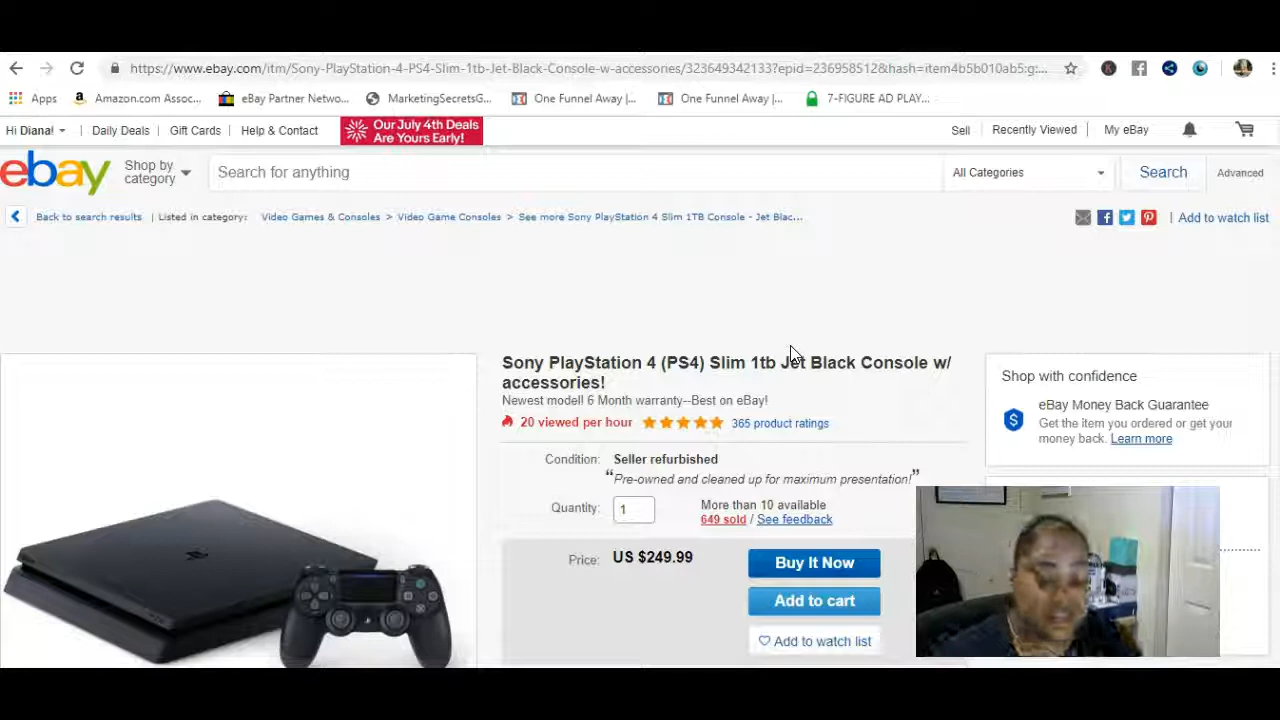 https://www.ebay.com/itm/Sony-PlayStation-4-PS4-Slim-1tb-Jet-Black-Console-w-accessories/323649342133?epid=236958512&hash=item4b5b010ab5:g:...
Apps Amazon.com Assoc... eBay Partner Netwo... MarketingSecretsG... One Funnel Away |... One Funnel Away |... 7-FIGURE AD PLAY...
Hi Diana! Daily Deals Gift Cards Help & Contact Our July 4th Deals Are Yours Early! Sell Recently Viewed My eBay
ebay Shop by category Search for anything All Categories Search Advanced
Back to search results | Listed in category: Video Games & Consoles > Video Game Consoles > See more Sony PlayStation 4 Slim 1TB Console - Jet Blac... | Add to watch list
Sony PlayStation 4 (PS4) Slim 1tb Jet Black Console w/
accessories!
Newest model! 6 Month warranty--Best on eBay!
20 viewed per hour 365 product ratings
Condition: Seller refurbished
“Pre-owned and cleaned up for maximum presentation!”
Quantity: 1 More than 10 available
649 sold / See feedback
Price: US $249.99 Buy It Now
Add to cart
Add to watch list
Shop with confidence
eBay Money Back Guarantee
Get the item you ordered or get your
money back. Learn more